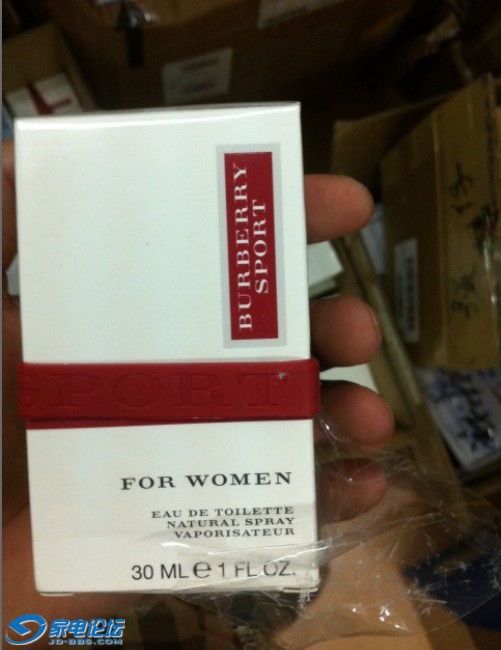 BURBERRY
SPORT
SPORT
FOR WOMEN
EAU DE TOILETTE
NATURAL SPRAY
VAPORISATEUR
30 ML ℮ 1 FL OZ.
家电论坛
JD-BBS.COM